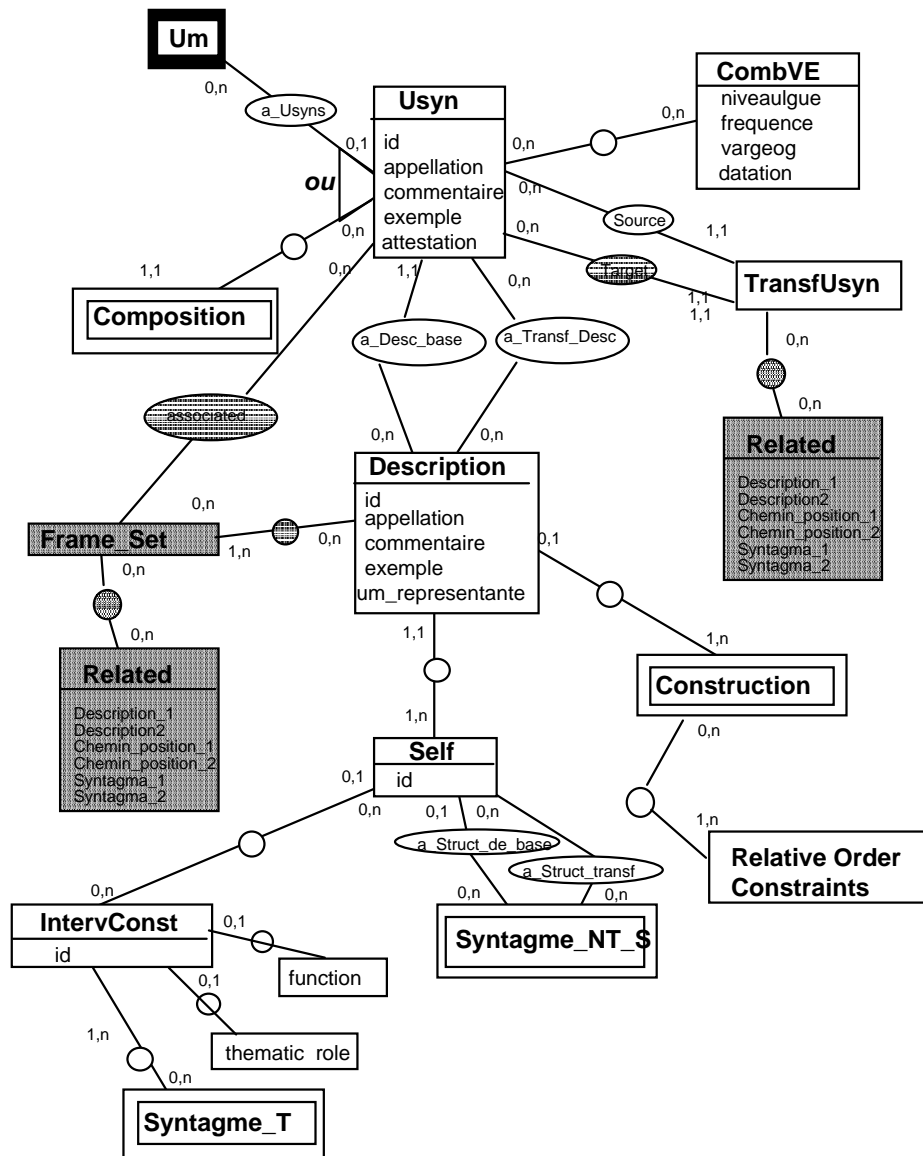 Um
0,n
a_Usyns
0,1
ou
Usyn
id
appellation
commentaire
exemple
attestation
CombVE
niveaulgue
frequence
vargeog
datation
0,n
0,n
0,n
Source
1,1
0,n
Target
1,1
1,1
TransfUsyn
0,n
0,n
Related
Description_1
Description2
Chemin_position_1
Chemin_position_2
Syntagma_1
Syntagma_2
0,n
1,1
Composition
0,n
associated
0,n
1,1
a_Desc_base
0,n
0,n
a_Transf_Desc
0,n
Description
id
appellation
commentaire
exemple
um_representante
Frame_Set
1,n
0,n
0,n
0,n
Related
Description_1
Description2
Chemin_position_1
Chemin_position_2
Syntagma_1
Syntagma_2
0,1
1,n
Construction
0,n
1,n
Relative Order
Constraints
1,1
1,n
Self
id
0,1
0,n
0,1
0,n
a_Struct_de_base
a_Struct_transf
0,n
0,n
Syntagme_NT_S
0,n
IntervConst
id
0,1
function
0,1
thematic role
1,n
0,n
Syntagme_T